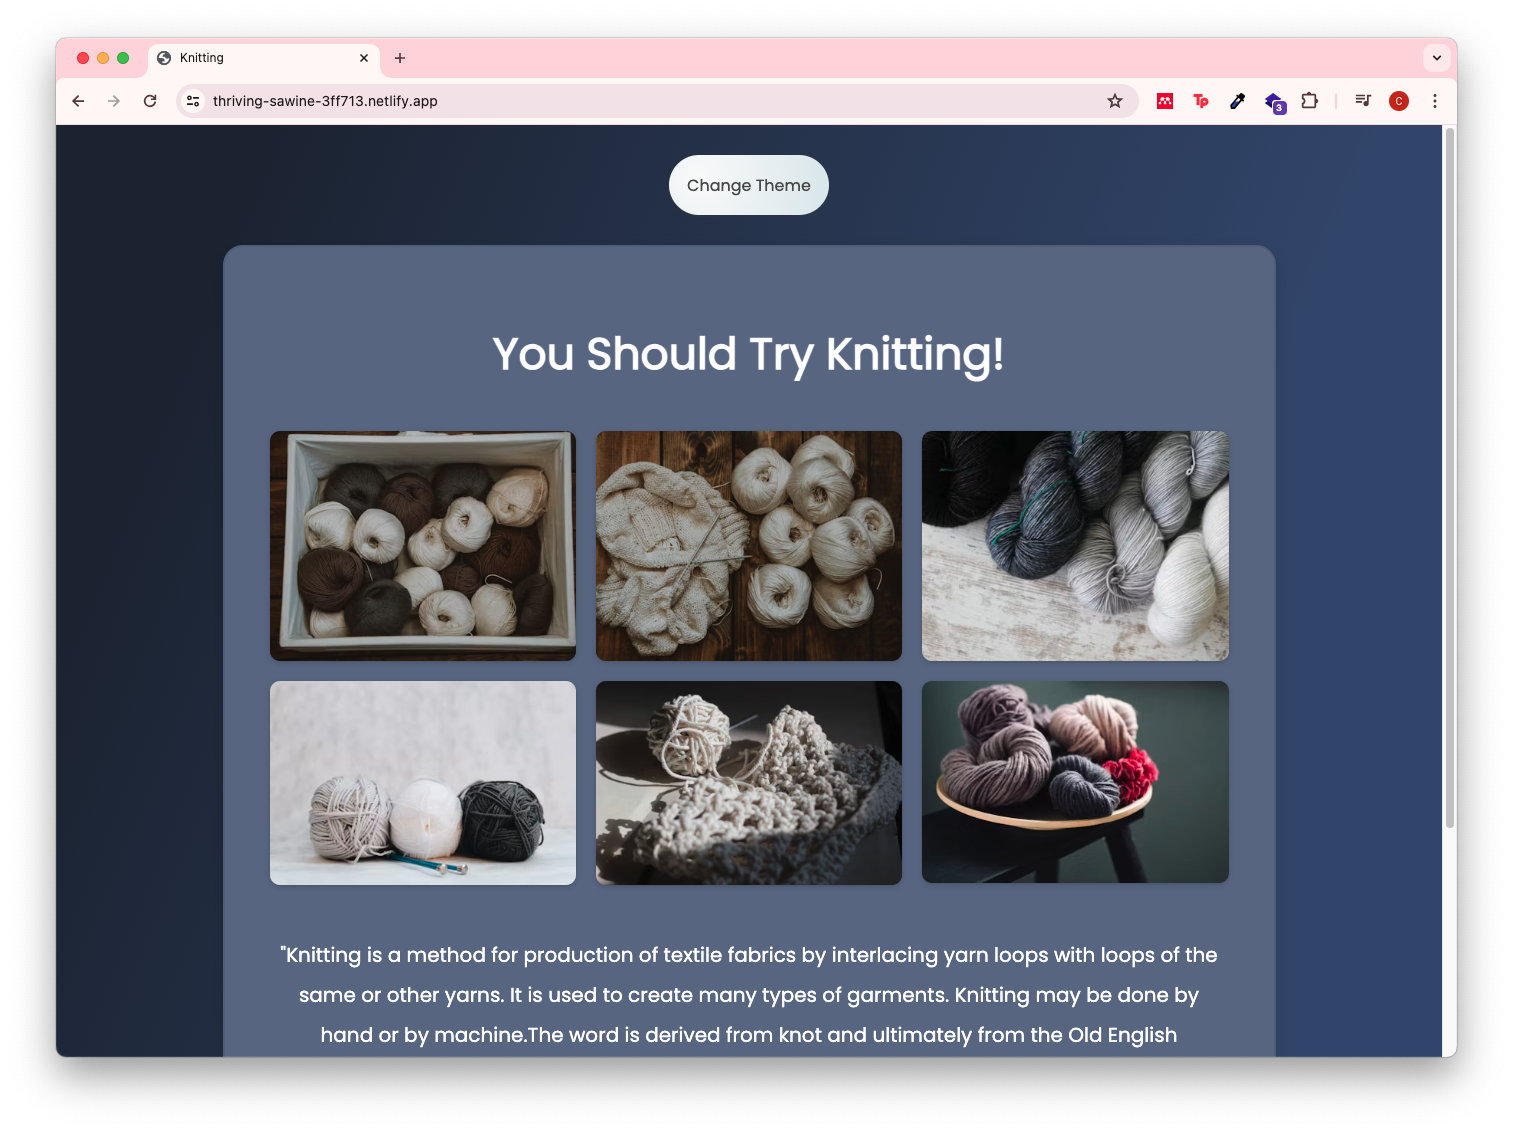 Knitting
thriving-sawine-3ff713.netlify.app
Tp
3
C
Change Theme
You Should Try Knitting!
"Knitting is a method for production of textile fabrics by interlacing yarn loops with loops of the
same or other yarns. It is used to create many types of garments. Knitting may be done by
hand or by machine.The word is derived from knot and ultimately from the Old English